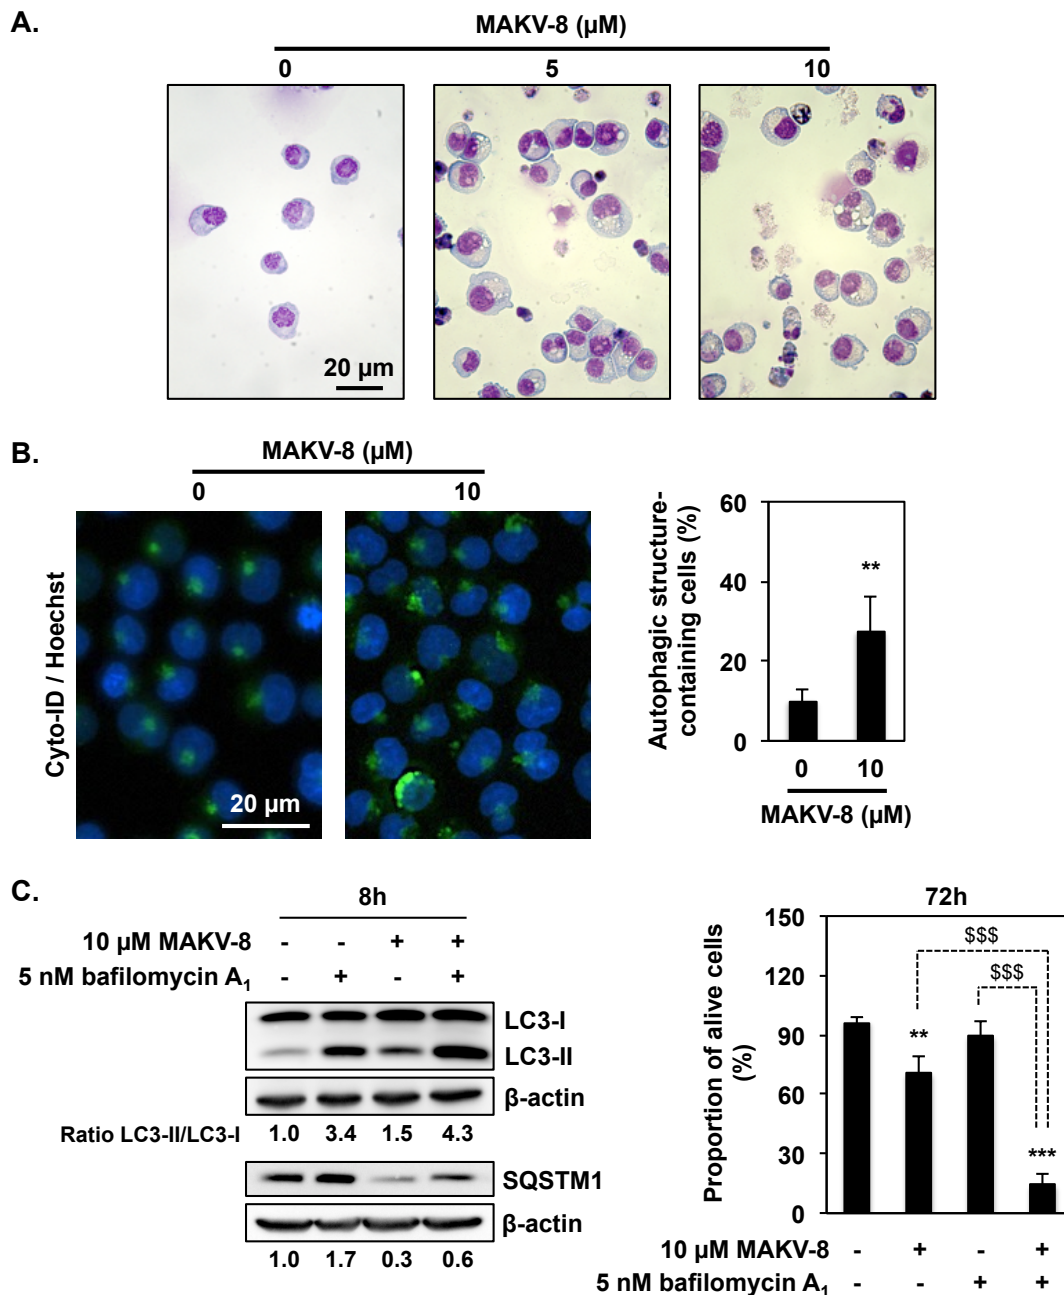 A.
MAKV-8 (µM)
0 5 10
20 µm
B.
MAKV-8 (µM)
0 10
Cyto-ID / Hoechst
20 µm
Autophagic structure-
containing cells (%)
60
40
20
0
**
0 10
MAKV-8 (µM)
C.
8h
10 µM MAKV-8 - - + +
5 nM bafilomycin A₁ - + - +
LC3-I
LC3-II
β-actin
Ratio LC3-II/LC3-I 1.0 3.4 1.5 4.3
SQSTM1
β-actin
1.0 1.7 0.3 0.6
72h
Proportion of alive cells
(%)
150
120
90
60
30
0
$$$
$$$
**
***
10 µM MAKV-8 - + - +
5 nM bafilomycin A₁ - - + +